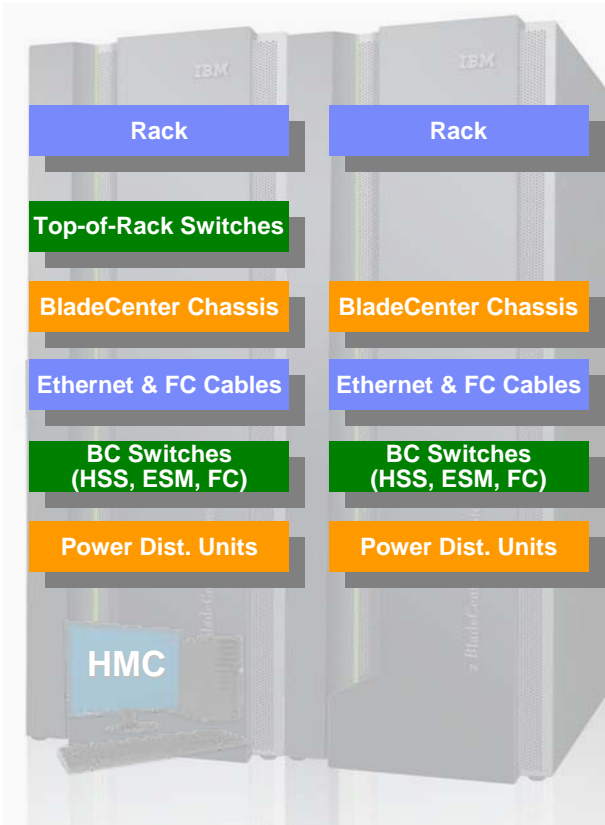 IBM
IBM
Rack
Rack
Top-of-Rack Switches
BladeCenter Chassis
BladeCenter Chassis
Ethernet & FC Cables
Ethernet & FC Cables
BC Switches
(HSS, ESM, FC)
BC Switches
(HSS, ESM, FC)
Power Dist. Units
Power Dist. Units
HMC